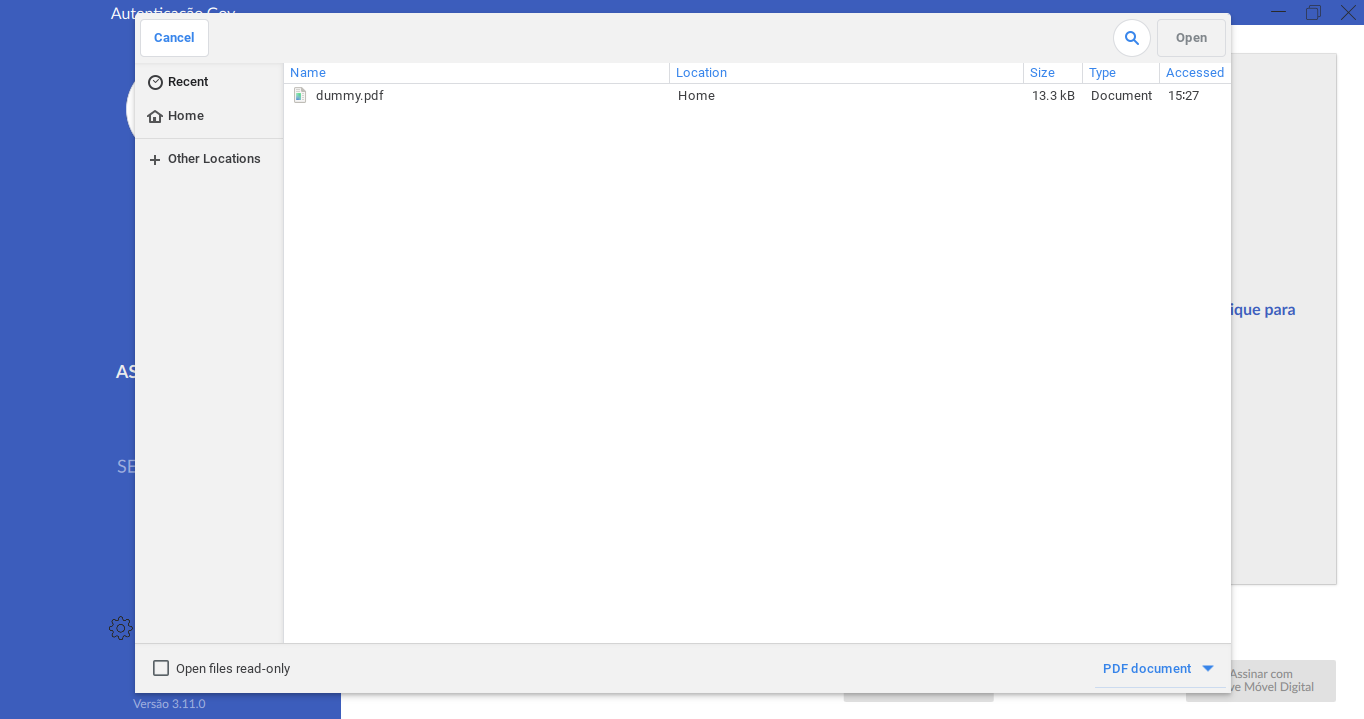 Autenticação Gov
Cancel
Open
Recent
Home
Other Locations
Name Location Size Type Accessed
dummy.pdf Home 13.3 kB Document 15:27
ique para
AS
SE
Open files read-only
PDF document
Assinar com
ve Móvel Digital
Versão 3.11.0